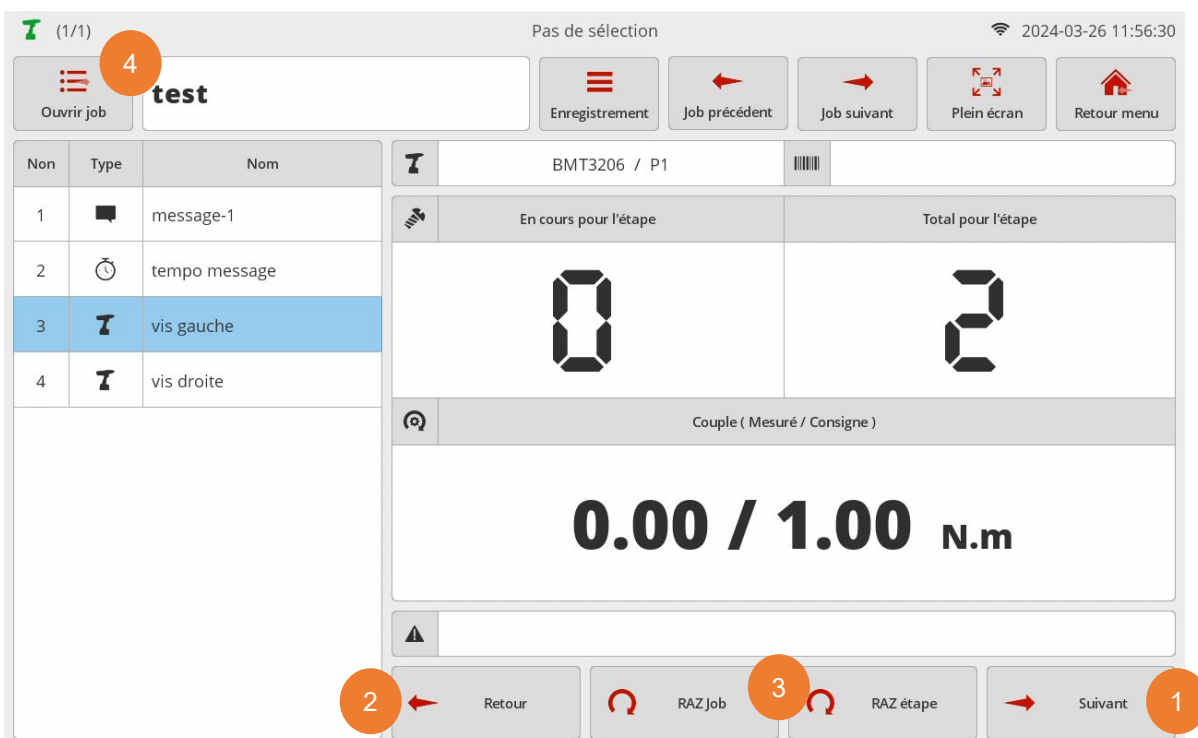 (1/1) Pas de sélection 2024-03-26 11:56:30
4
Ouvrir job
test
Enregistrement
Job précédent
Job suivant
Plein écran
Retour menu
Non Type Nom
1 message-1
2 tempo message
3 vis gauche
4 vis droite
BMT3206 / P1
En cours pour l'étape Total pour l'étape
0 2
Couple ( Mesuré / Consigne )
0.00 / 1.00 N.m
2 Retour
RAZ Job
3 RAZ étape
Suivant 1